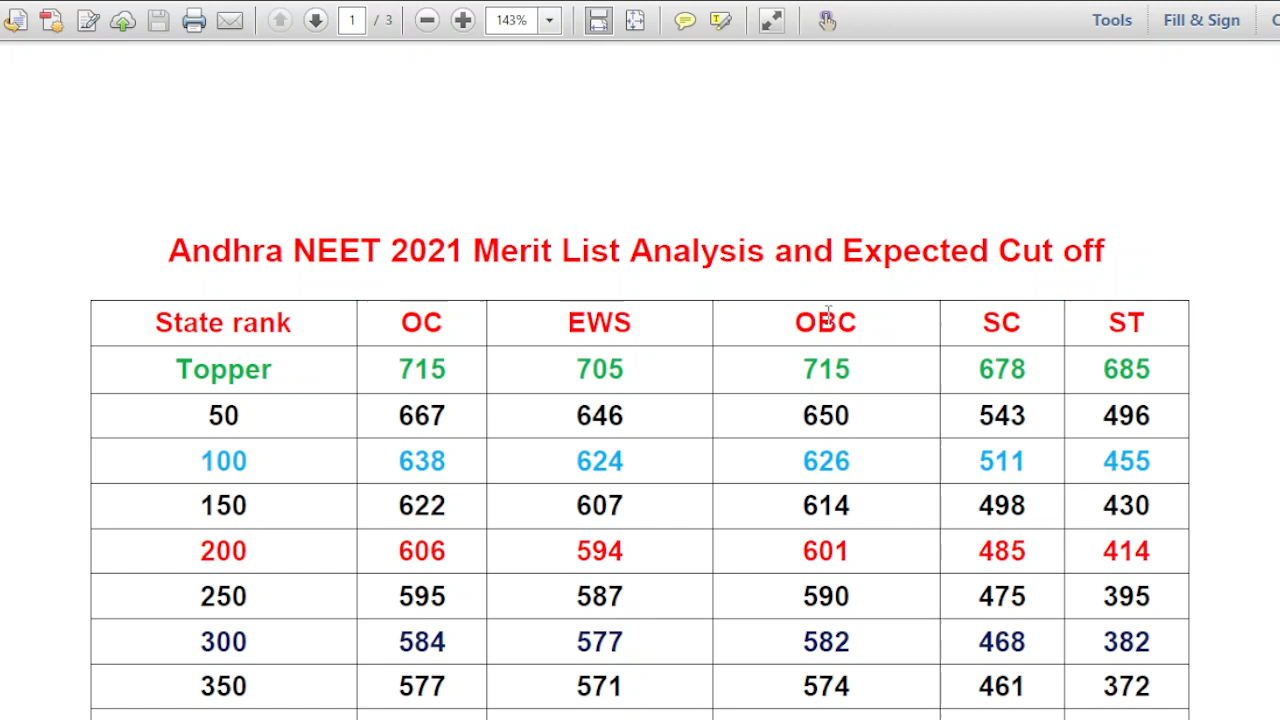 1 / 3 143% Tools Fill & Sign C
Andhra NEET 2021 Merit List Analysis and Expected Cut off
State rank OC EWS OBC SC ST
Topper 715 705 715 678 685
50 667 646 650 543 496
100 638 624 626 511 455
150 622 607 614 498 430
200 606 594 601 485 414
250 595 587 590 475 395
300 584 577 582 468 382
350 577 571 574 461 372